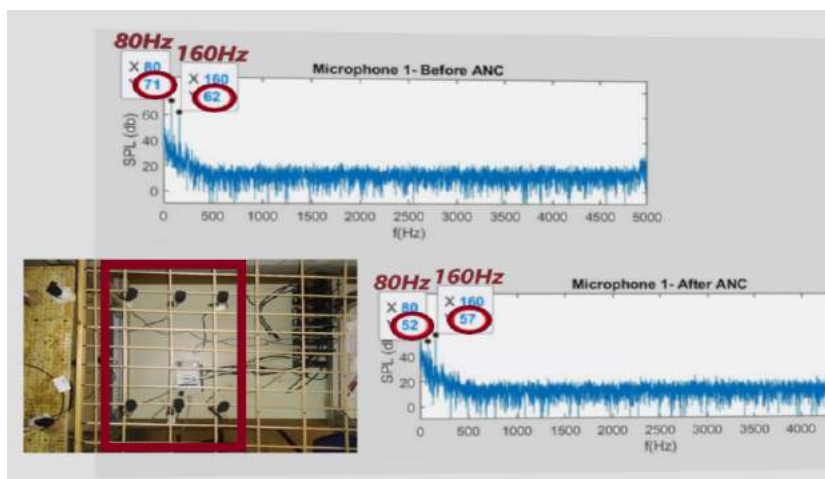 80Hz
160Hz
Microphone 1- Before ANC
X 80
71
X 160
62
60
40
20
0
SPL (db)
0 500 1000 1500 2000 2500 3000 3500 4000 4500 5000
f(Hz)
80Hz
160Hz
Microphone 1- After ANC
X 80
52
X 160
57
40
20
0
0 500 1000 1500 2000 2500 3000 3500 4000
f(Hz)